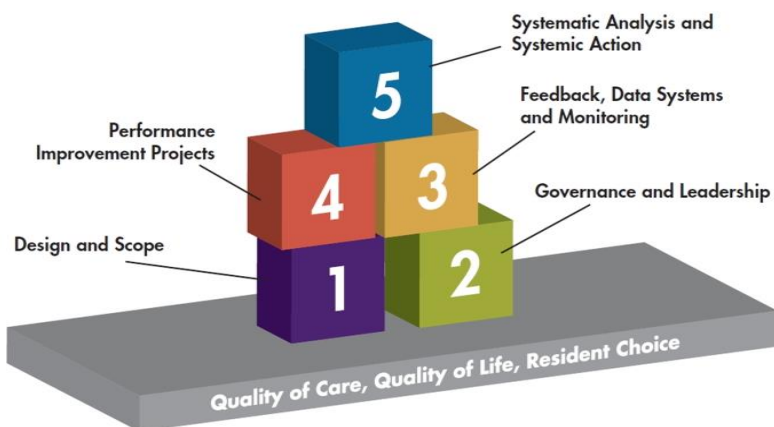 Systematic Analysis and
Systemic Action
5
Feedback, Data Systems
and Monitoring
Performance
Improvement Projects
4
3
Governance and Leadership
Design and Scope
1
2
Quality of Care, Quality of Life, Resident Choice